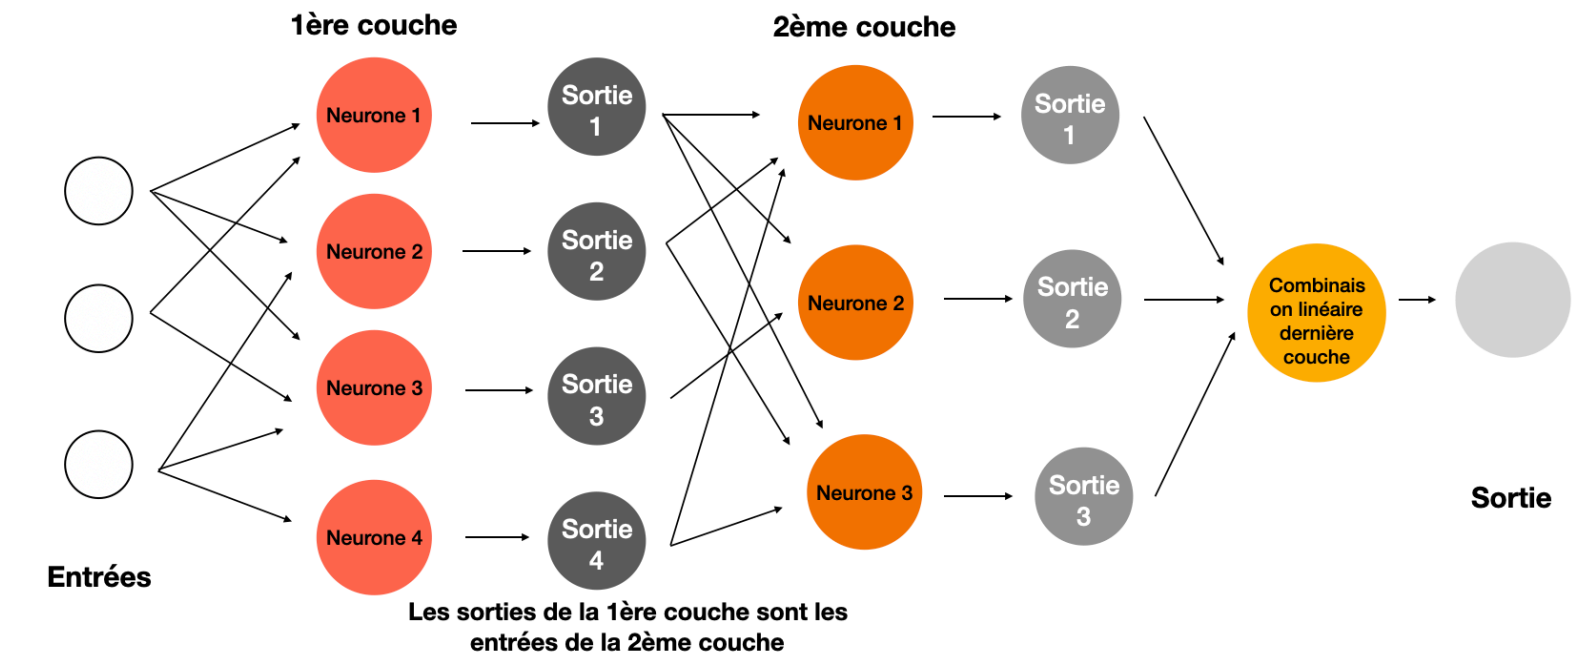 1ère couche
2ème couche
Neurone 1
Neurone 2
Neurone 3
Neurone 4
Sortie
1
Sortie
2
Sortie
3
Sortie
4
Neurone 1
Neurone 2
Neurone 3
Sortie
1
Sortie
2
Sortie
3
Combinais
on linéaire
dernière
couche
Sortie
Entrées
Les sorties de la 1ère couche sont les
entrées de la 2ème couche